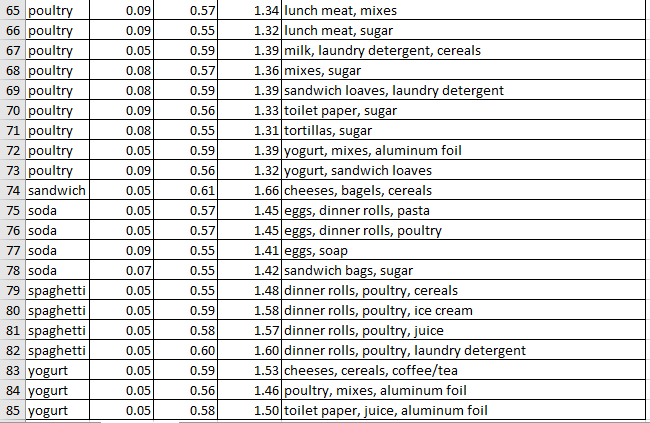 65 poultry 0.09 0.57 1.34 lunch meat, mixes
66 poultry 0.09 0.55 1.32 lunch meat, sugar
67 poultry 0.05 0.59 1.39 milk, laundry detergent, cereals
68 poultry 0.08 0.57 1.36 mixes, sugar
69 poultry 0.08 0.59 1.39 sandwich loaves, laundry detergent
70 poultry 0.09 0.56 1.33 toilet paper, sugar
71 poultry 0.08 0.55 1.31 tortillas, sugar
72 poultry 0.05 0.59 1.39 yogurt, mixes, aluminum foil
73 poultry 0.09 0.56 1.32 yogurt, sandwich loaves
74 sandwich 0.05 0.61 1.66 cheeses, bagels, cereals
75 soda 0.05 0.57 1.45 eggs, dinner rolls, pasta
76 soda 0.05 0.57 1.45 eggs, dinner rolls, poultry
77 soda 0.09 0.55 1.41 eggs, soap
78 soda 0.07 0.55 1.42 sandwich bags, sugar
79 spaghetti 0.05 0.55 1.48 dinner rolls, poultry, cereals
80 spaghetti 0.05 0.59 1.58 dinner rolls, poultry, ice cream
81 spaghetti 0.05 0.58 1.57 dinner rolls, poultry, juice
82 spaghetti 0.05 0.60 1.60 dinner rolls, poultry, laundry detergent
83 yogurt 0.05 0.59 1.53 cheeses, cereals, coffee/tea
84 yogurt 0.05 0.56 1.46 poultry, mixes, aluminum foil
85 yogurt 0.05 0.58 1.50 toilet paper, juice, aluminum foil